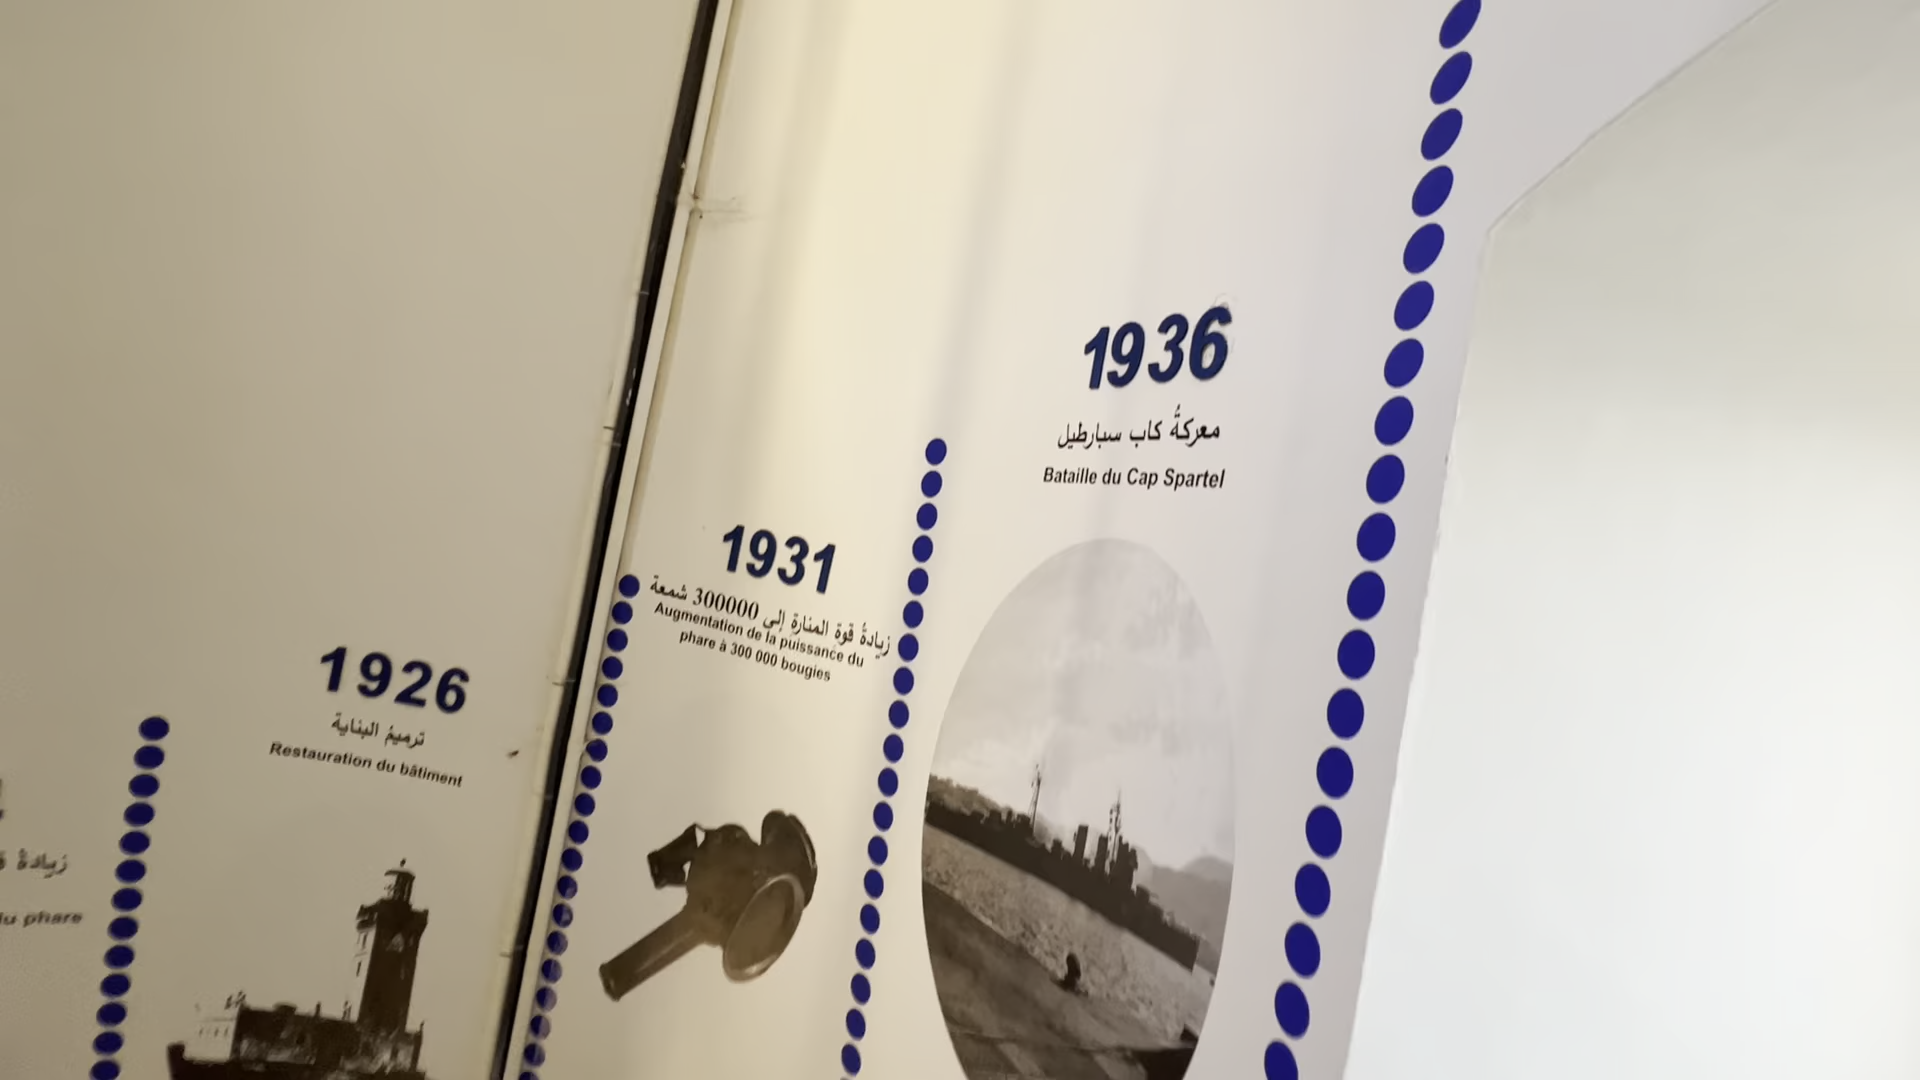 زيادةُ
du phare
1926
ترميمُ البناية
Restauration du bâtiment
1931
زيادةُ قوة المنارةِ إلى 300000 شمعة
Augmentation de la puissance du
phare à 300 000 bougies
1936
معركةُ كاب سبارطيل
Bataille du Cap Spartel